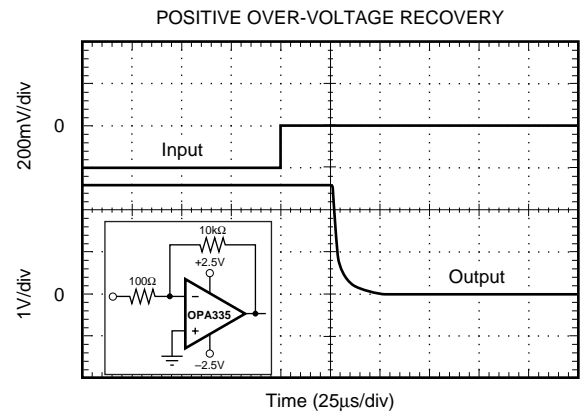 POSITIVE OVER-VOLTAGE RECOVERY
200mV/div
0
Input
10kΩ
+2.5V
100Ω
−
OPA335
+
−2.5V
1V/div
0
Output
Time (25µs/div)